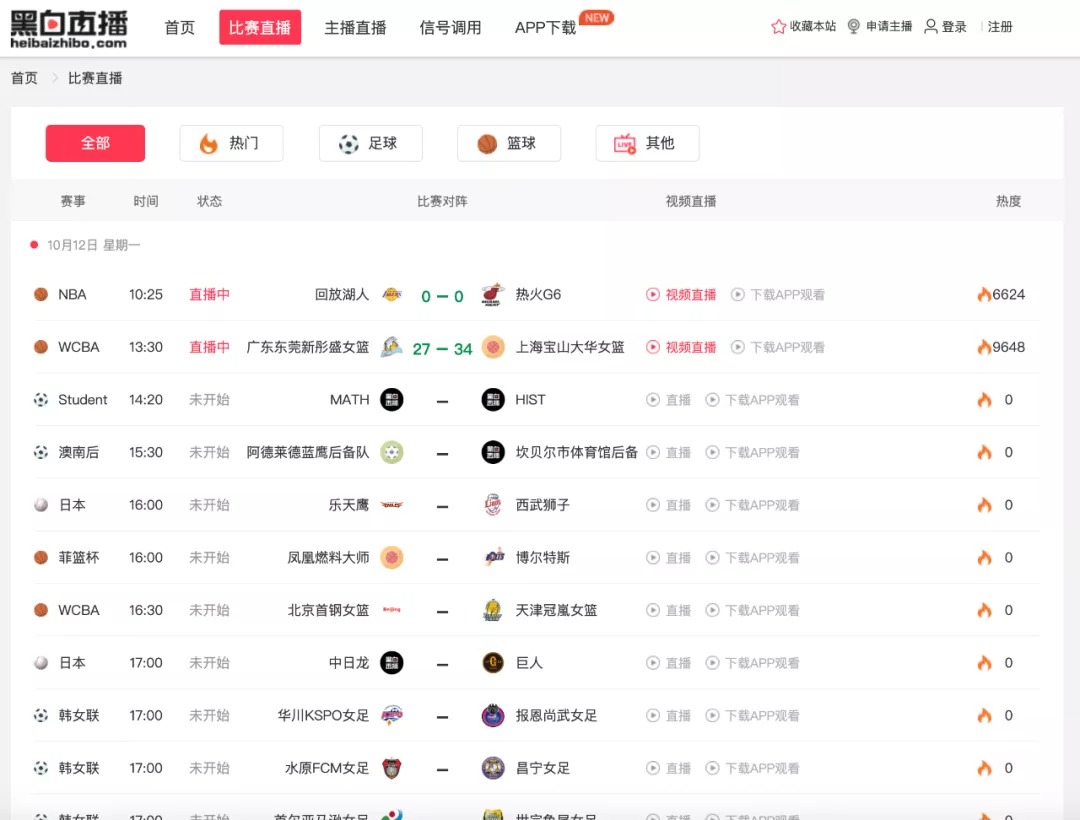 黑白直播 首页 比赛直播 主播直播 信号调用 APP下载 NEW 收藏本站 申请主播 登录 注册
heibaizhibo.com
首页 > 比赛直播
全部 热门 足球 篮球 LIVE 其他
赛事 时间 状态 比赛对阵 视频直播 热度
10月12日 星期一
NBA 10:25 直播中 回放湖人 0 – 0 热火G6 视频直播 下载APP观看 6624
WCBA 13:30 直播中 广东东莞新彤盛女篮 27 – 34 上海宝山大华女篮 视频直播 下载APP观看 9648
Student 14:20 未开始 MATH – HIST 直播 下载APP观看 0
澳南后 15:30 未开始 阿德莱德蓝鹰后备队 – 坎贝尔市体育馆后备 直播 下载APP观看 0
日本 16:00 未开始 乐天鹰 – 西武狮子 直播 下载APP观看 0
菲篮杯 16:00 未开始 凤凰燃料大师 – 博尔特斯 直播 下载APP观看 0
WCBA 16:30 未开始 北京首钢女篮 – 天津冠嵐女篮 直播 下载APP观看 0
日本 17:00 未开始 中日龙 – 巨人 直播 下载APP观看 0
韩女联 17:00 未开始 华川KSPO女足 – 报恩尚武女足 直播 下载APP观看 0
韩女联 17:00 未开始 水原FCM女足 – 昌宁女足 直播 下载APP观看 0
韩女联 17:00 未开始 直播 下载APP观看 0